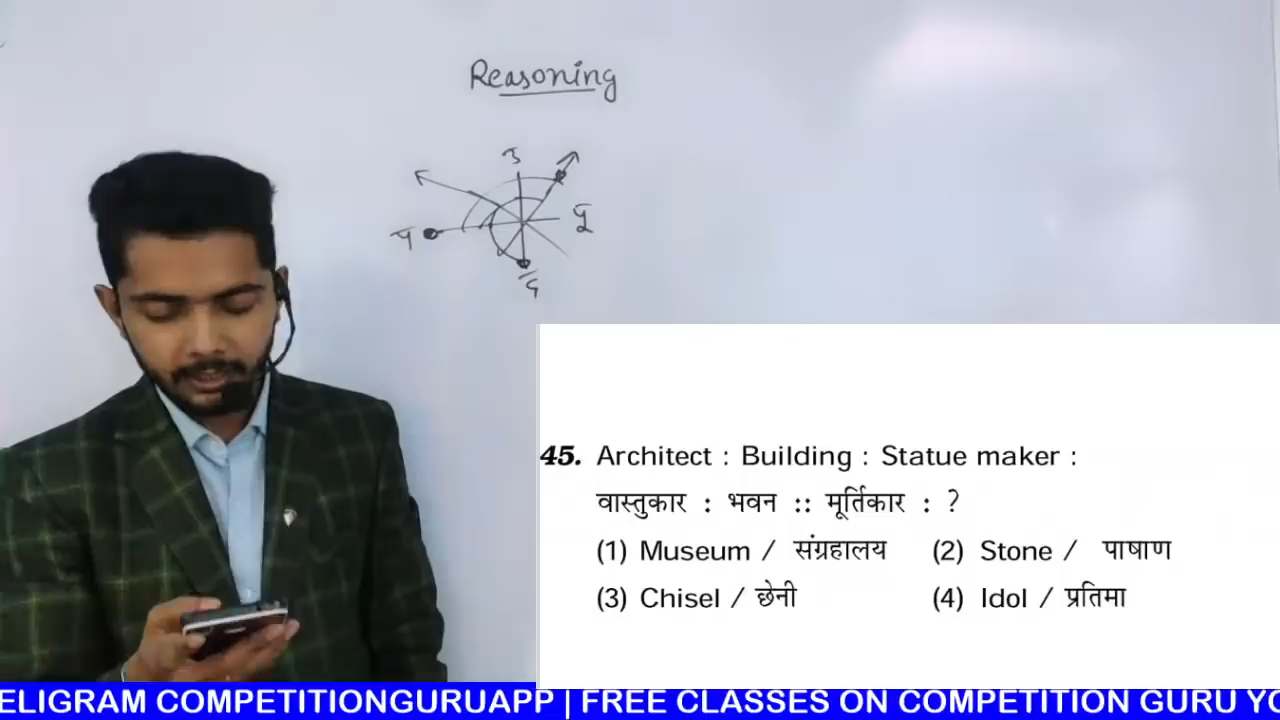 Reasoning
उ
प
पू
द
45. Architect : Building : Statue maker :
वास्तुकार : भवन :: मूर्तिकार : ?
(1) Museum / संग्रहालय (2) Stone / पाषाण
(3) Chisel / छेनी (4) Idol / प्रतिमा
ELIGRAM COMPETITIONGURUAPP | FREE CLASSES ON COMPETITION GURU YO